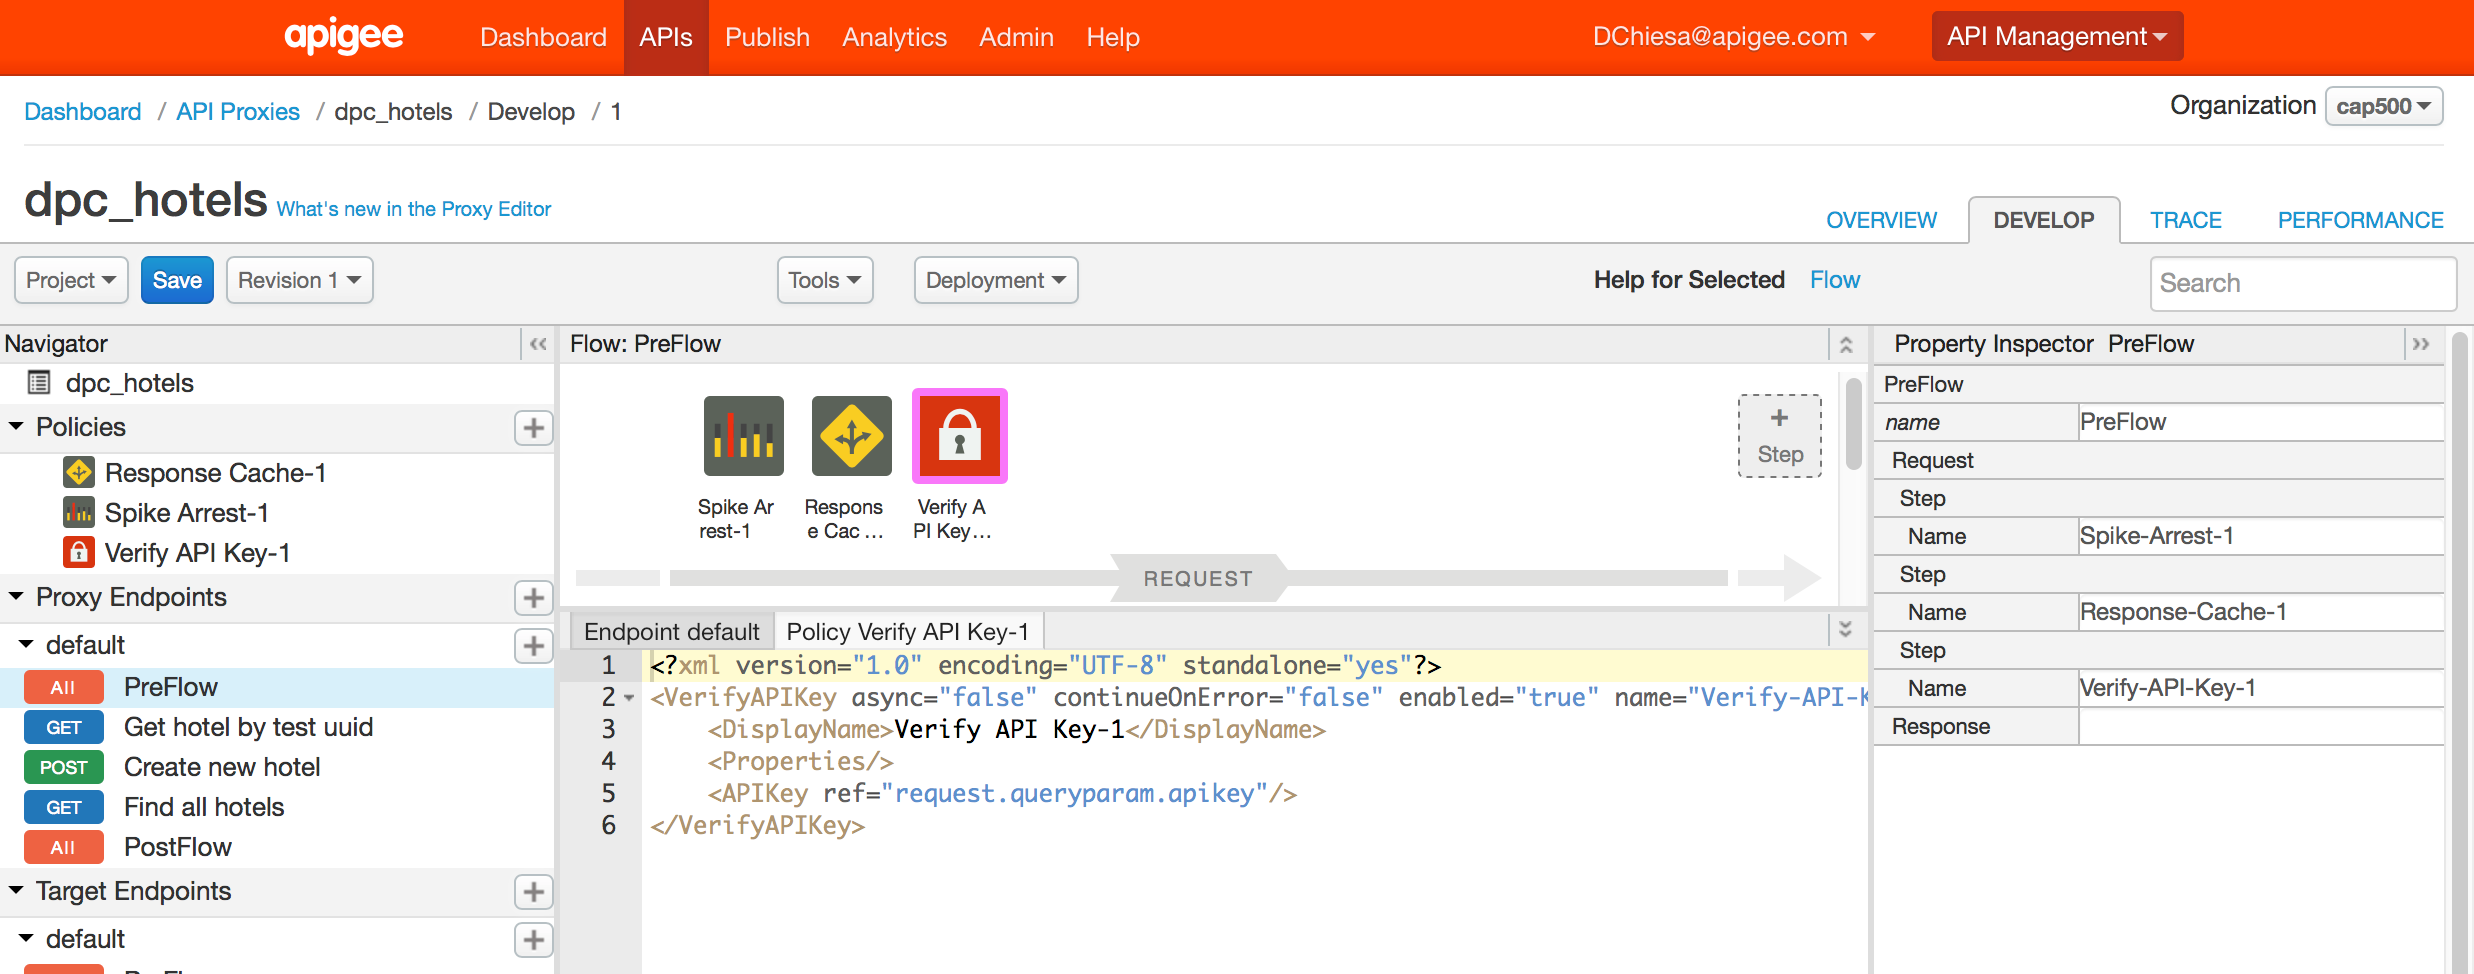 apigee Dashboard APIs Publish Analytics Admin Help DChiesa@apigee.com API Management
Dashboard / API Proxies / dpc_hotels / Develop / 1 Organization cap500
dpc_hotels What's new in the Proxy Editor OVERVIEW DEVELOP TRACE PERFORMANCE
Project Save Revision 1 Tools Deployment Help for Selected Flow Search
Navigator
dpc_hotels
Policies
Response Cache-1
Spike Arrest-1
Verify API Key-1
Proxy Endpoints
default
All PreFlow
GET Get hotel by test uuid
POST Create new hotel
GET Find all hotels
All PostFlow
Target Endpoints
default
Flow: PreFlow
+
Step
Spike Ar
rest-1
Respons
e Cac ...
Verify A
PI Key...
REQUEST
Endpoint default Policy Verify API Key-1
1 <?xml version="1.0" encoding="UTF-8" standalone="yes"?>
2 <VerifyAPIKey async="false" continueOnError="false" enabled="true" name="Verify-API-K
3 <DisplayName>Verify API Key-1</DisplayName>
4 <Properties/>
5 <APIKey ref="request.queryparam.apikey"/>
6 </VerifyAPIKey>
Property Inspector PreFlow
PreFlow
name PreFlow
Request
Step
Name Spike-Arrest-1
Step
Name Response-Cache-1
Step
Name Verify-API-Key-1
Response